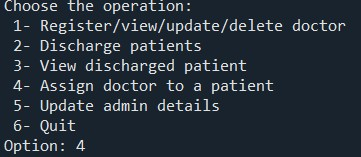 Choose the operation:
1- Register/view/update/delete doctor
2- Discharge patients
3- View discharged patient
4- Assign doctor to a patient
5- Update admin details
6- Quit
Option: 4